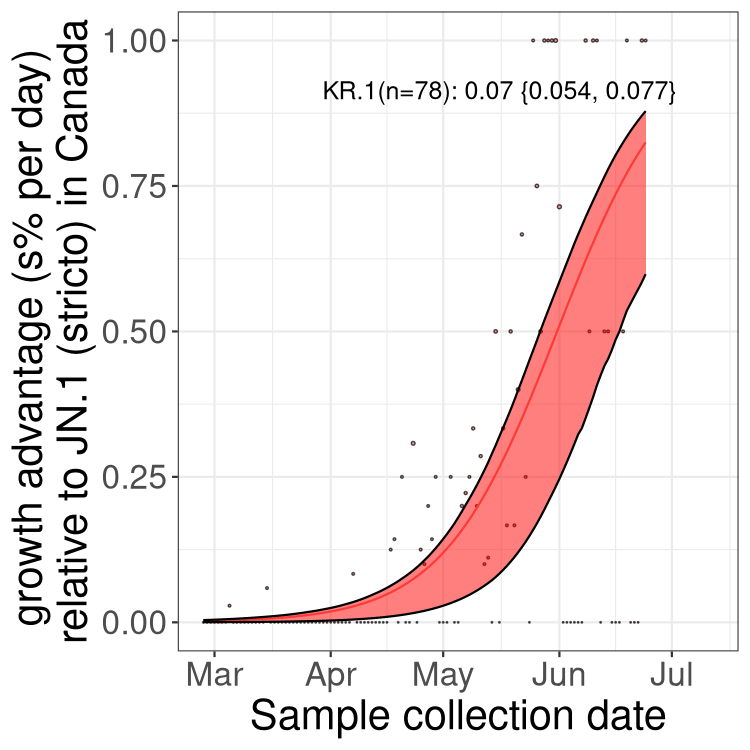 growth advantage (s% per day)
relative to JN.1 (stricto) in Canada
1.00
0.75
0.50
0.25
0.00
KR.1(n=78): 0.07 {0.054, 0.077}
Mar Apr May Jun Jul
Sample collection date